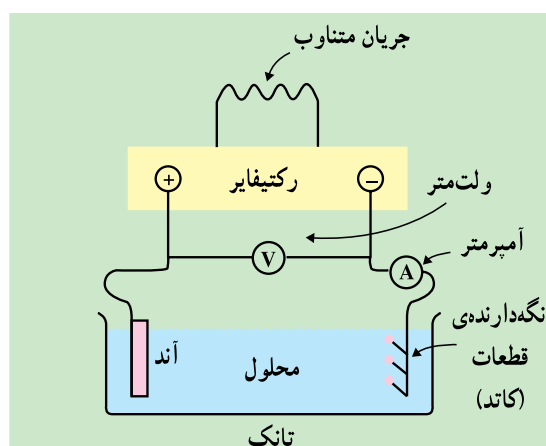 جریان متناوب
+
رکتیفایر
−
ولت‌متر
V
آمپرمتر
A
نگه‌دارنده‌ی
قطعات
(کاتد)
آند
محلول
تانک